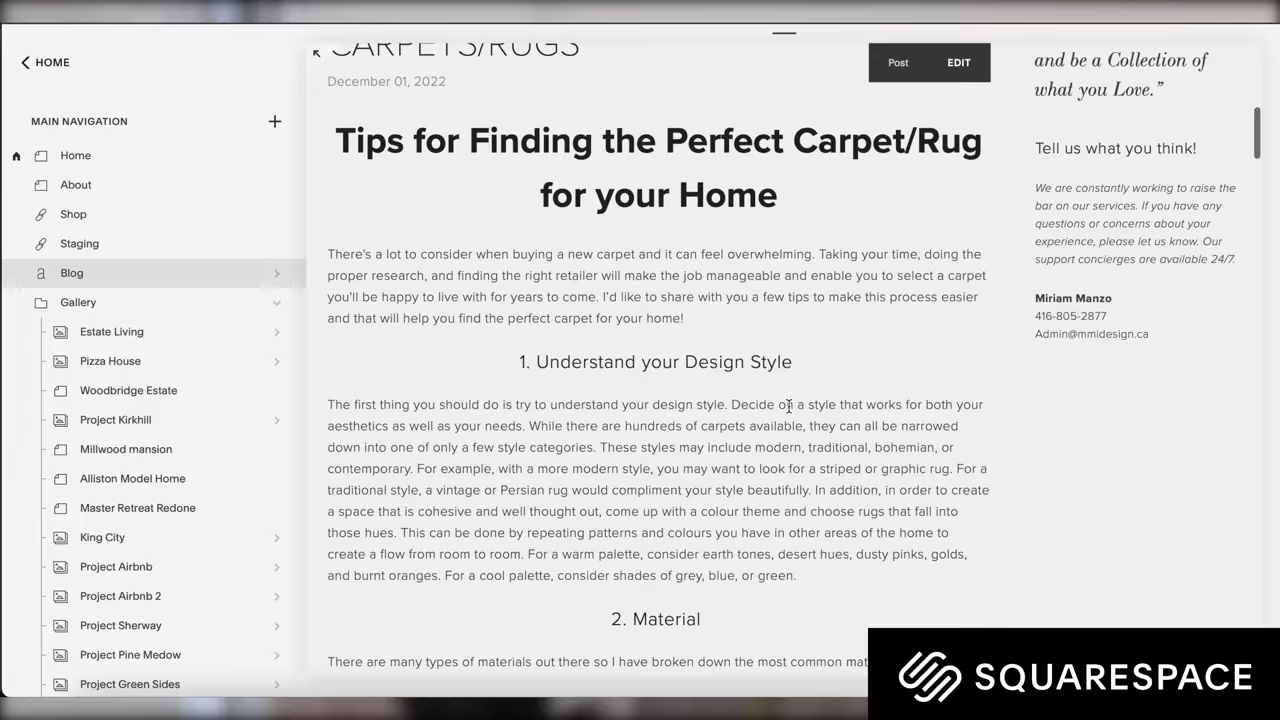 HOME
MAIN NAVIGATION
Home
About
Shop
Staging
Blog
Gallery
Estate Living
Pizza House
Woodbridge Estate
Project Kirkhill
Millwood mansion
Alliston Model Home
Master Retreat Redone
King City
Project Airbnb
Project Airbnb 2
Project Sherway
Project Pine Medow
Project Green Sides
CARPETS/RUGS
December 01, 2022
Post EDIT
Tips for Finding the Perfect Carpet/Rug
for your Home
There's a lot to consider when buying a new carpet and it can feel overwhelming. Taking your time, doing the
proper research, and finding the right retailer will make the job manageable and enable you to select a carpet
you'll be happy to live with for years to come. I'd like to share with you a few tips to make this process easier
and that will help you find the perfect carpet for your home!
1. Understand your Design Style
The first thing you should do is try to understand your design style. Decide on a style that works for both your
aesthetics as well as your needs. While there are hundreds of carpets available, they can all be narrowed
down into one of only a few style categories. These styles may include modern, traditional, bohemian, or
contemporary. For example, with a more modern style, you may want to look for a striped or graphic rug. For a
traditional style, a vintage or Persian rug would compliment your style beautifully. In addition, in order to create
a space that is cohesive and well thought out, come up with a colour theme and choose rugs that fall into
those hues. This can be done by repeating patterns and colours you have in other areas of the home to
create a flow from room to room. For a warm palette, consider earth tones, desert hues, dusty pinks, golds,
and burnt oranges. For a cool palette, consider shades of grey, blue, or green.
2. Material
There are many types of materials out there so I have broken down the most common mat
and be a Collection of
what you Love.”
Tell us what you think!
We are constantly working to raise the
bar on our services. If you have any
questions or concerns about your
experience, please let us know. Our
support concierges are available 24/7.
Miriam Manzo
416-805-2877
Admin@mmidesign.ca
SQUARESPACE